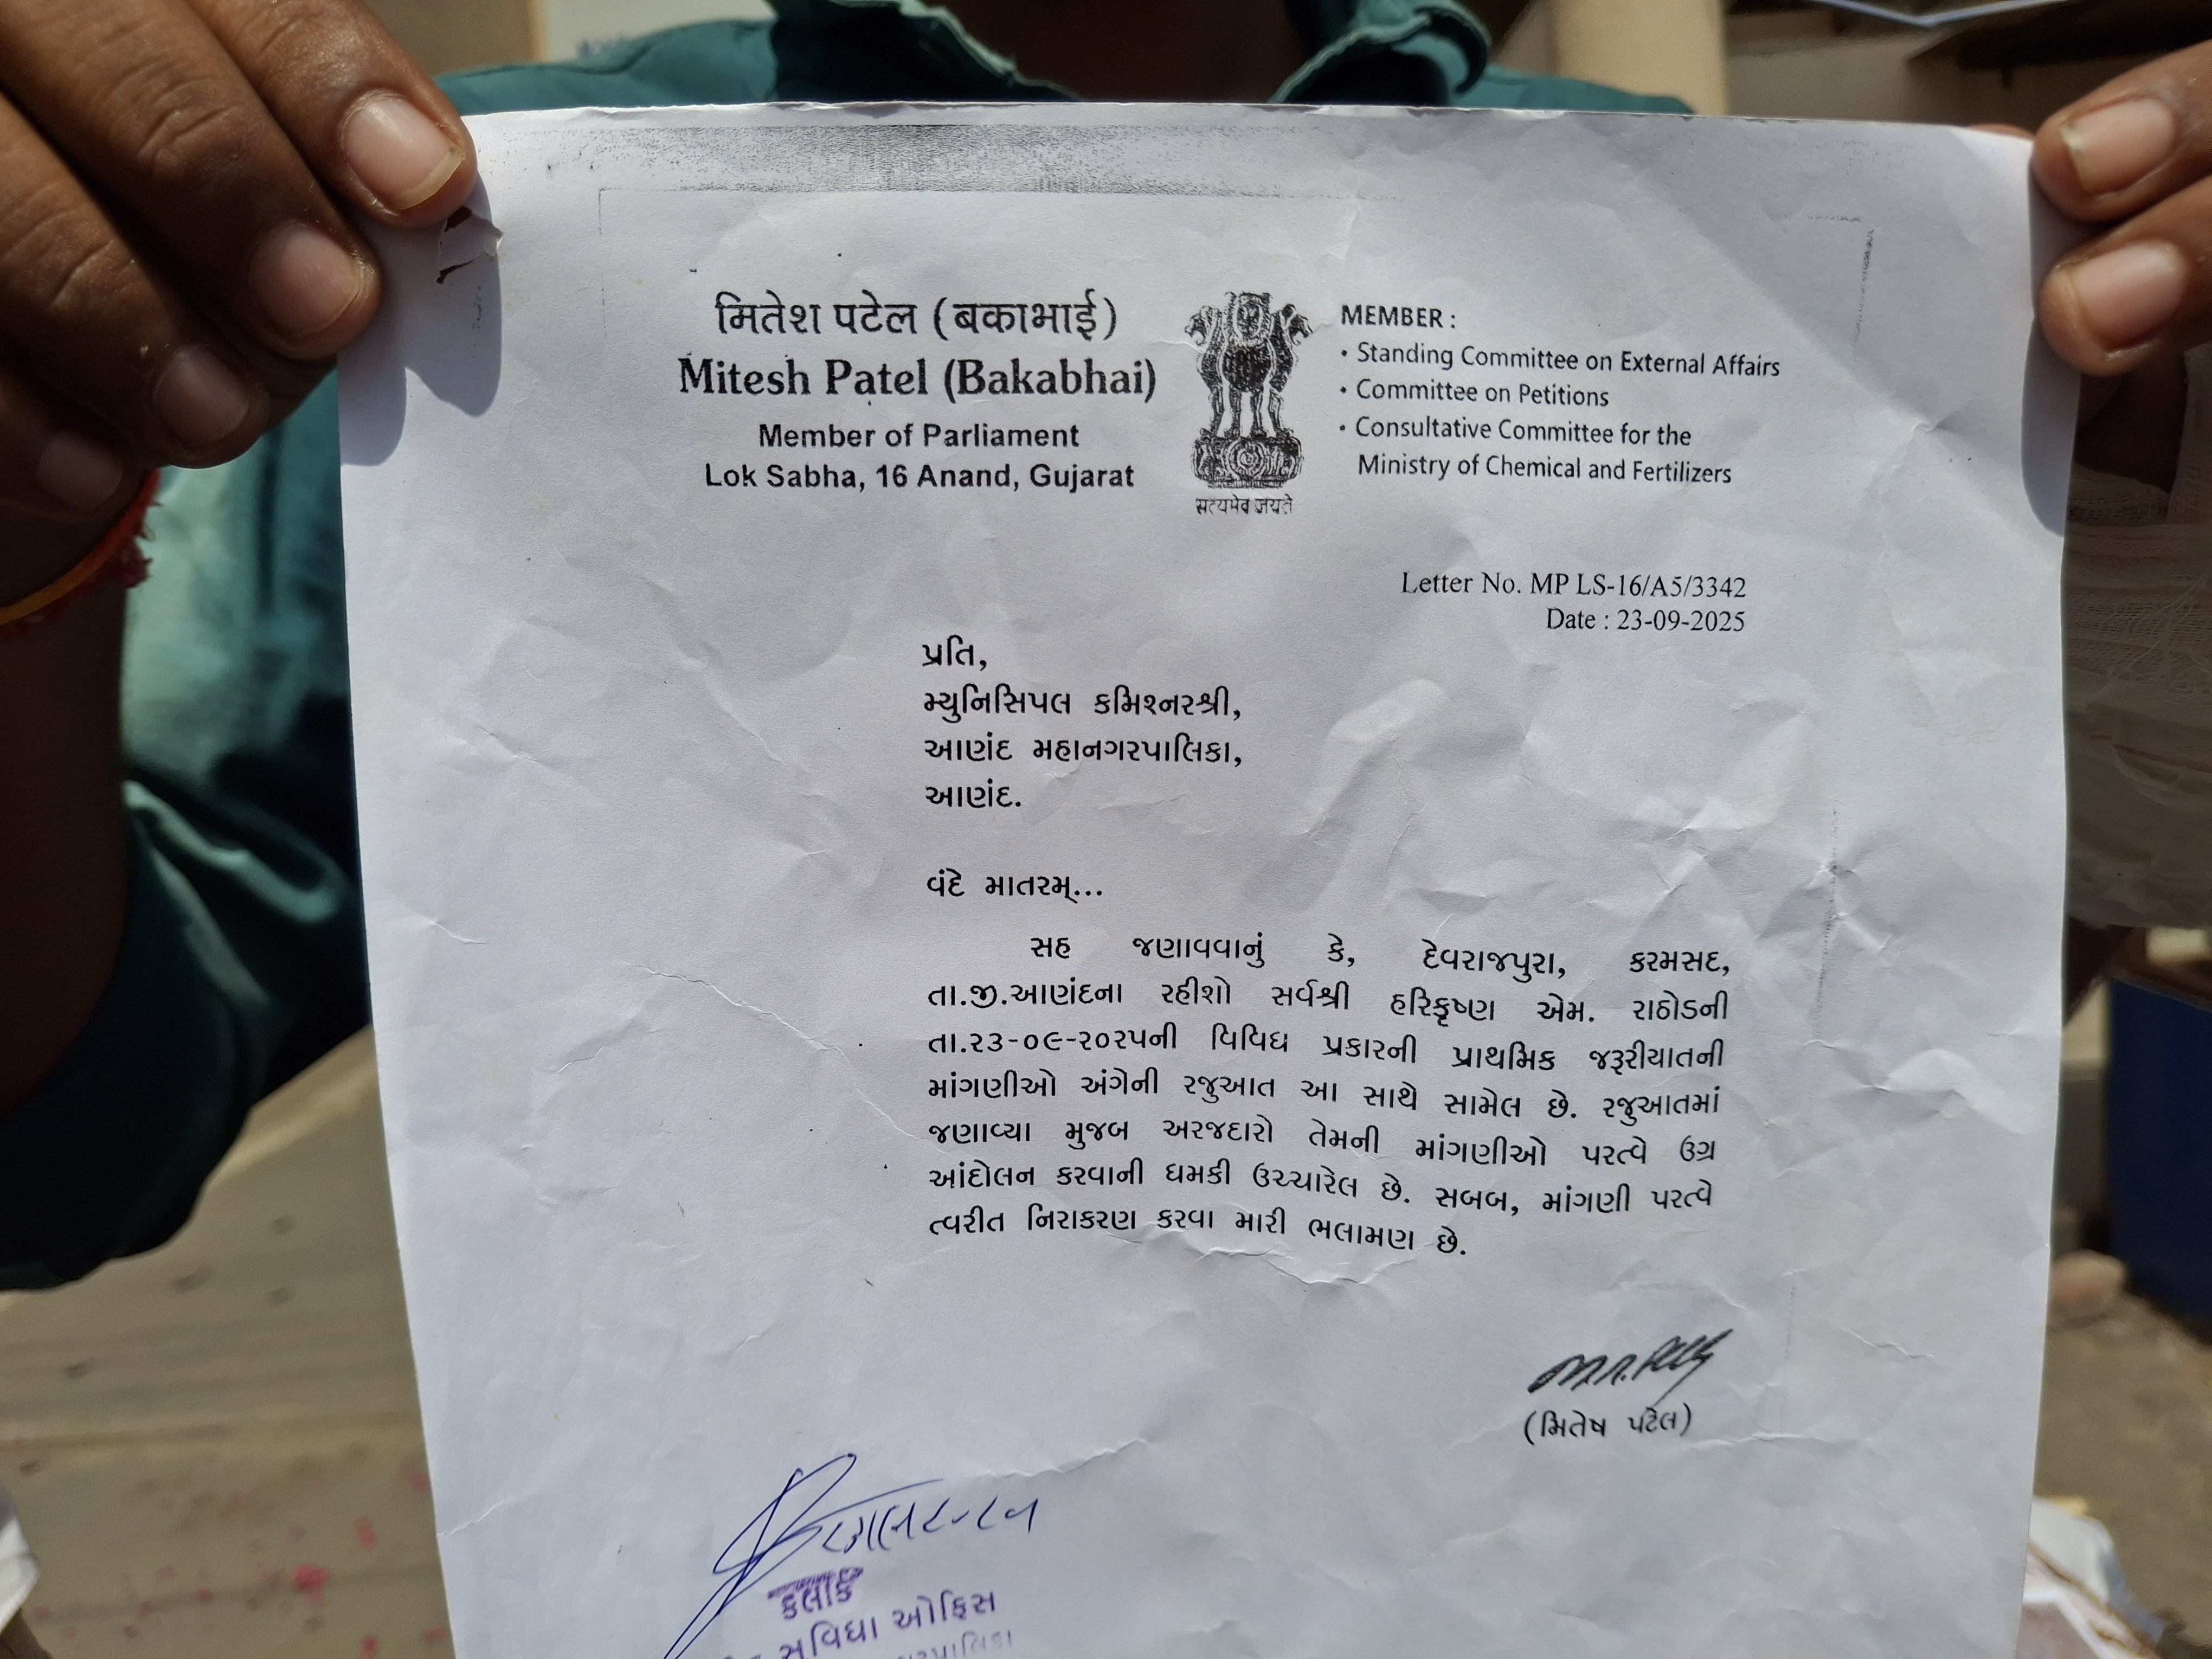 मितेश पटेल (बकाभाई)
Mitesh Patel (Bakabhai)
Member of Parliament
Lok Sabha, 16 Anand, Gujarat
सत्यमेव जयते
MEMBER :
• Standing Committee on External Affairs
• Committee on Petitions
• Consultative Committee for the
Ministry of Chemical and Fertilizers
Letter No. MP LS-16/A5/3342
Date : 23-09-2025
પ્રતિ,
મ્યુનિસિપલ કમિશ્નરશ્રી,
આણંદ મહાનગરપાલિકા,
આણંદ.
વંદે માતરમ્...
સહ જણાવવાનું કે, દેવરાજપુરા, કરમસદ,
તા.જી.આણંદના રહીશો સર્વશ્રી હરિકૃષ્ણ એમ. રાઠોડની
તા.૨૩-૦૯-૨૦૨૫ની વિવિધ પ્રકારની પ્રાથમિક જરૂરીયાતની
માંગણીઓ અંગેની રજુઆત આ સાથે સામેલ છે. રજુઆતમાં
જણાવ્યા મુજબ અરજદારો તેમની માંગણીઓ પરત્વે ઉગ્ર
આંદોલન કરવાની ધમકી ઉચ્ચારેલ છે. સબબ, માંગણી પરત્વે
ત્વરીત નિરાકરણ કરવા મારી ભલામણ છે.
(મિતેષ પટેલ)
કલાર્ક
સુવિધા ઓફિસ